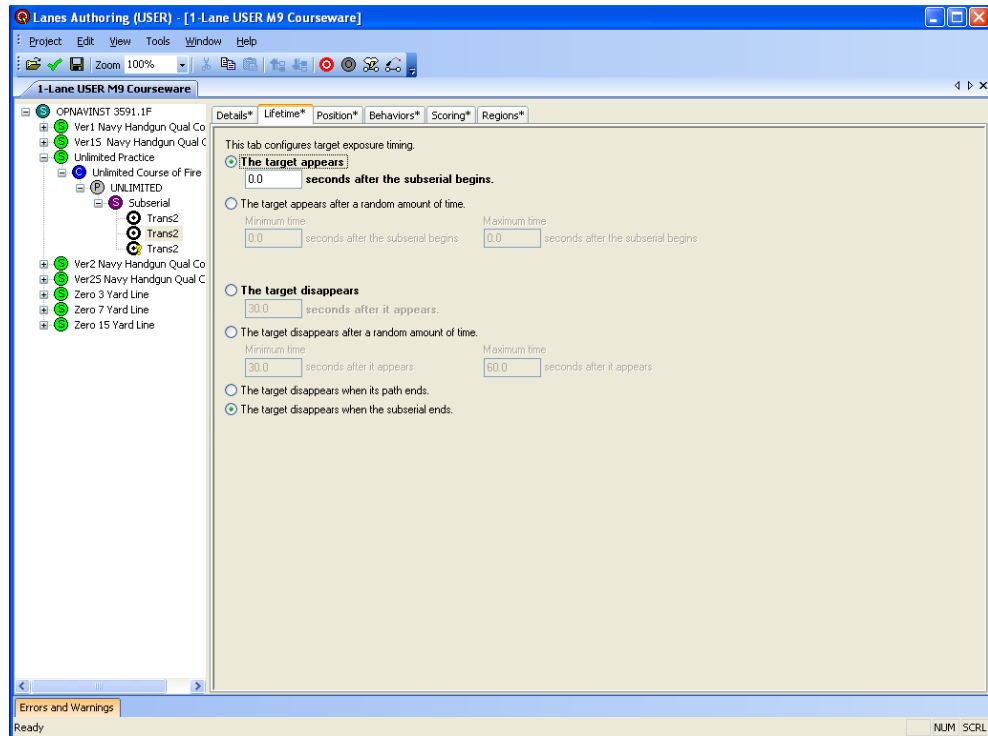 Lanes Authoring (USER) - [1-Lane USER M9 Courseware]
Project Edit View Tools Window Help
Zoom 100%
1-Lane USER M9 Courseware
OPNAVINST 3591.1F
Ver1 Navy Handgun Qual Co
Ver1S Navy Handgun Qual C
Unlimited Practice
C Unlimited Course of Fire
P UNLIMITED
S Subserial
Trans2
Trans2
Trans2
Ver2 Navy Handgun Qual Co
Ver2S Navy Handgun Qual C
Zero 3 Yard Line
Zero 7 Yard Line
Zero 15 Yard Line
Details* Lifetime* Position* Behaviors* Scoring* Regions*
This tab configures target exposure timing.
The target appears
0.0 seconds after the subserial begins.
The target appears after a random amount of time.
Minimum time Maximum time
0.0 seconds after the subserial begins 0.0 seconds after the subserial begins
The target disappears
30.0 seconds after it appears.
The target disappears after a random amount of time.
Minimum time Maximum time
30.0 seconds after it appears 60.0 seconds after it appears
The target disappears when its path ends.
The target disappears when the subserial ends.
Errors and Warnings
Ready NUM SCRL